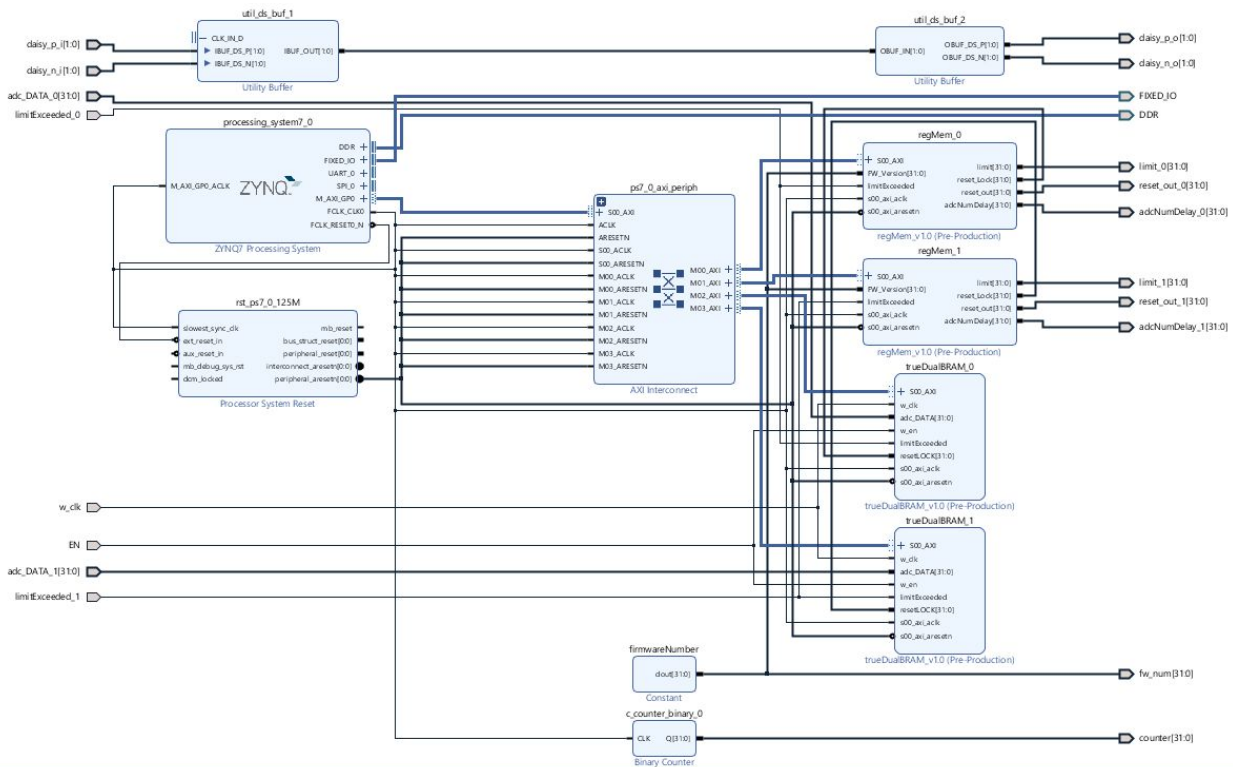 util_ds_buf_1
CLK_IN_D
IBUF_DS_P[1:0]
IBUF_DS_N[1:0]
IBUF_OUT[1:0]
Utility Buffer
util_ds_buf_2
OBUF_IN[1:0]
OBUF_DS_P[1:0]
OBUF_DS_N[1:0]
Utility Buffer
daisy_p_i[1:0]
daisy_n_i[1:0]
adc_DATA_0[31:0]
limitExceeded_0
daisy_p_o[1:0]
daisy_n_o[1:0]
FIXED_IO
DDR
processing_system7_0
M_AXI_GP0_ACLK
ZYNQ
DDR
FIXED_IO
UART_0
SPI_0
M_AXI_GP0
FCLK_CLK0
FCLK_RESET0_N
ZYNQ7 Processing System
rst_ps7_0_125M
slowest_sync_clk
ext_reset_in
aux_reset_in
mb_debug_sys_rst
dcm_locked
mb_reset
bus_struct_reset[0:0]
peripheral_reset[0:0]
interconnect_aresetn[0:0]
peripheral_aresetn[0:0]
Processor System Reset
ps7_0_axi_periph
S00_AXI
ACLK
ARESETN
S00_ACLK
S00_ARESETN
M00_ACLK
M00_ARESETN
M01_ACLK
M01_ARESETN
M02_ACLK
M02_ARESETN
M03_ACLK
M03_ARESETN
M00_AXI
M01_AXI
M02_AXI
M03_AXI
AXI Interconnect
regMem_0
S00_AXI
FW_Version[31:0]
limitExceeded
s00_axi_aclk
s00_axi_aresetn
limit[31:0]
reset_Lock[31:0]
reset_out[31:0]
adcNumDelay[31:0]
regMem_v1.0 (Pre-Production)
limit_0[31:0]
reset_out_0[31:0]
adcNumDelay_0[31:0]
regMem_1
S00_AXI
FW_Version[31:0]
limitExceeded
s00_axi_aclk
s00_axi_aresetn
limit[31:0]
reset_Lock[31:0]
reset_out[31:0]
adcNumDelay[31:0]
regMem_v1.0 (Pre-Production)
limit_1[31:0]
reset_out_1[31:0]
adcNumDelay_1[31:0]
trueDualBRAM_0
S00_AXI
w_clk
adc_DATA[31:0]
w_en
limitExceeded
resetLOCK[31:0]
s00_axi_aclk
s00_axi_aresetn
trueDualBRAM_v1.0 (Pre-Production)
w_clk
EN
adc_DATA_1[31:0]
limitExceeded_1
trueDualBRAM_1
S00_AXI
w_clk
adc_DATA[31:0]
w_en
limitExceeded
resetLOCK[31:0]
s00_axi_aclk
s00_axi_aresetn
trueDualBRAM_v1.0 (Pre-Production)
firmwareNumber
dout[31:0]
Constant
fw_num[31:0]
c_counter_binary_0
CLK
Q[31:0]
Binary Counter
counter[31:0]